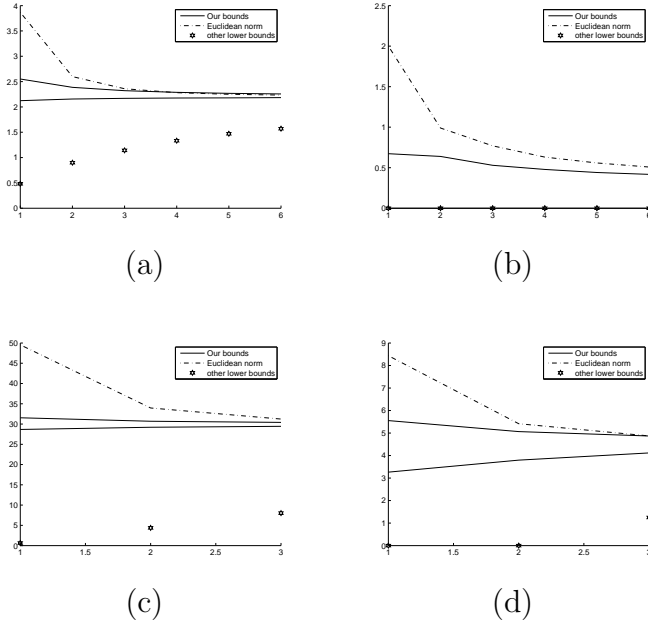 4
3.5
3
2.5
2
1.5
1
0.5
0
1 2 3 4 5 6
Our bounds
Euclidean norm
other lower bounds
(a)
2.5
2
1.5
1
0.5
0
1 2 3 4 5 6
Our bounds
Euclidean norm
other lower bounds
(b)
50
45
40
35
30
25
20
15
10
5
0
1 1.5 2 2.5 3
Our bounds
Euclidean norm
other lower bounds
(c)
9
8
7
6
5
4
3
2
1
0
1 1.5 2 2.5 3
Our bounds
Euclidean norm
other lower bounds
(d)